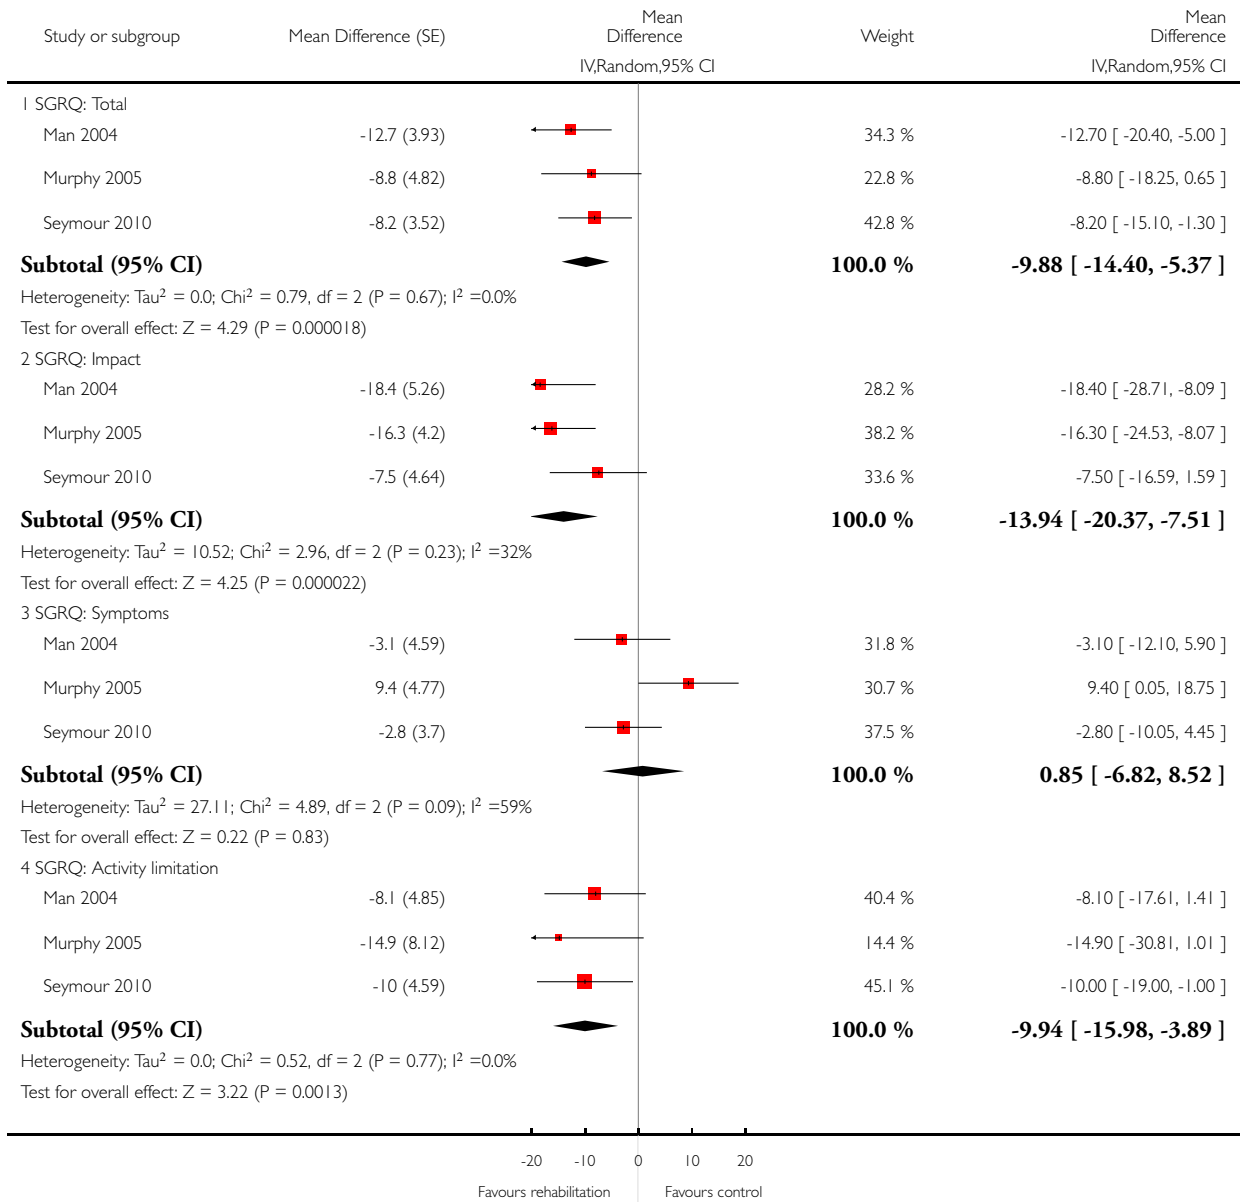 Study or subgroup Mean Difference (SE) Mean Difference Weight Mean Difference
IV,Random,95% CI IV,Random,95% CI
1 SGRQ: Total
Man 2004 -12.7 (3.93) 34.3 % -12.70 [ -20.40, -5.00 ]
Murphy 2005 -8.8 (4.82) 22.8 % -8.80 [ -18.25, 0.65 ]
Seymour 2010 -8.2 (3.52) 42.8 % -8.20 [ -15.10, -1.30 ]
Subtotal (95% CI) 100.0 % -9.88 [ -14.40, -5.37 ]
Heterogeneity: Tau² = 0.0; Chi² = 0.79, df = 2 (P = 0.67); I² =0.0%
Test for overall effect: Z = 4.29 (P = 0.000018)
2 SGRQ: Impact
Man 2004 -18.4 (5.26) 28.2 % -18.40 [ -28.71, -8.09 ]
Murphy 2005 -16.3 (4.2) 38.2 % -16.30 [ -24.53, -8.07 ]
Seymour 2010 -7.5 (4.64) 33.6 % -7.50 [ -16.59, 1.59 ]
Subtotal (95% CI) 100.0 % -13.94 [ -20.37, -7.51 ]
Heterogeneity: Tau² = 10.52; Chi² = 2.96, df = 2 (P = 0.23); I² =32%
Test for overall effect: Z = 4.25 (P = 0.000022)
3 SGRQ: Symptoms
Man 2004 -3.1 (4.59) 31.8 % -3.10 [ -12.10, 5.90 ]
Murphy 2005 9.4 (4.77) 30.7 % 9.40 [ 0.05, 18.75 ]
Seymour 2010 -2.8 (3.7) 37.5 % -2.80 [ -10.05, 4.45 ]
Subtotal (95% CI) 100.0 % 0.85 [ -6.82, 8.52 ]
Heterogeneity: Tau² = 27.11; Chi² = 4.89, df = 2 (P = 0.09); I² =59%
Test for overall effect: Z = 0.22 (P = 0.83)
4 SGRQ: Activity limitation
Man 2004 -8.1 (4.85) 40.4 % -8.10 [ -17.61, 1.41 ]
Murphy 2005 -14.9 (8.12) 14.4 % -14.90 [ -30.81, 1.01 ]
Seymour 2010 -10 (4.59) 45.1 % -10.00 [ -19.00, -1.00 ]
Subtotal (95% CI) 100.0 % -9.94 [ -15.98, -3.89 ]
Heterogeneity: Tau² = 0.0; Chi² = 0.52, df = 2 (P = 0.77); I² =0.0%
Test for overall effect: Z = 3.22 (P = 0.0013)
-20 -10 0 10 20
Favours rehabilitation Favours control